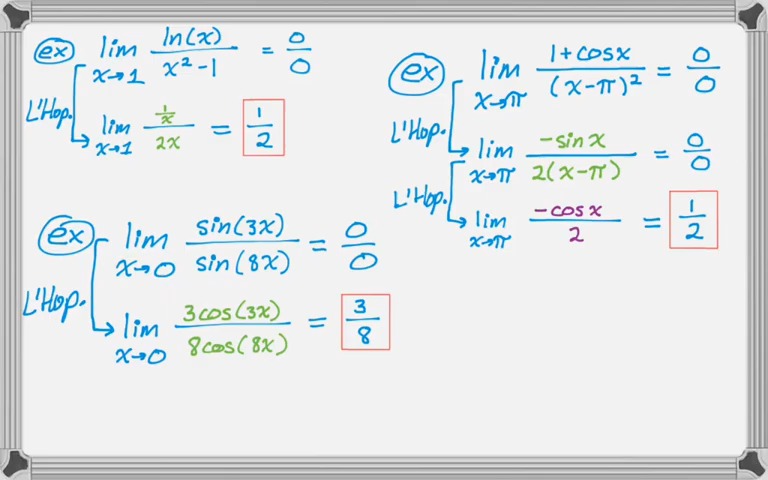 ex lim x→1 ln(x)/(x² - 1) = 0/0
L'Hop. lim x→1 (1/x)/(2x) = 1/2
ex lim x→0 sin(3x)/sin(8x) = 0/0
L'Hop. lim x→0 3cos(3x)/8cos(8x) = 3/8
ex lim x→π (1 + cosx)/(x-π)² = 0/0
L'Hop. lim x→π -sinx/2(x-π) = 0/0
L'Hop. lim x→π -cosx/2 = 1/2